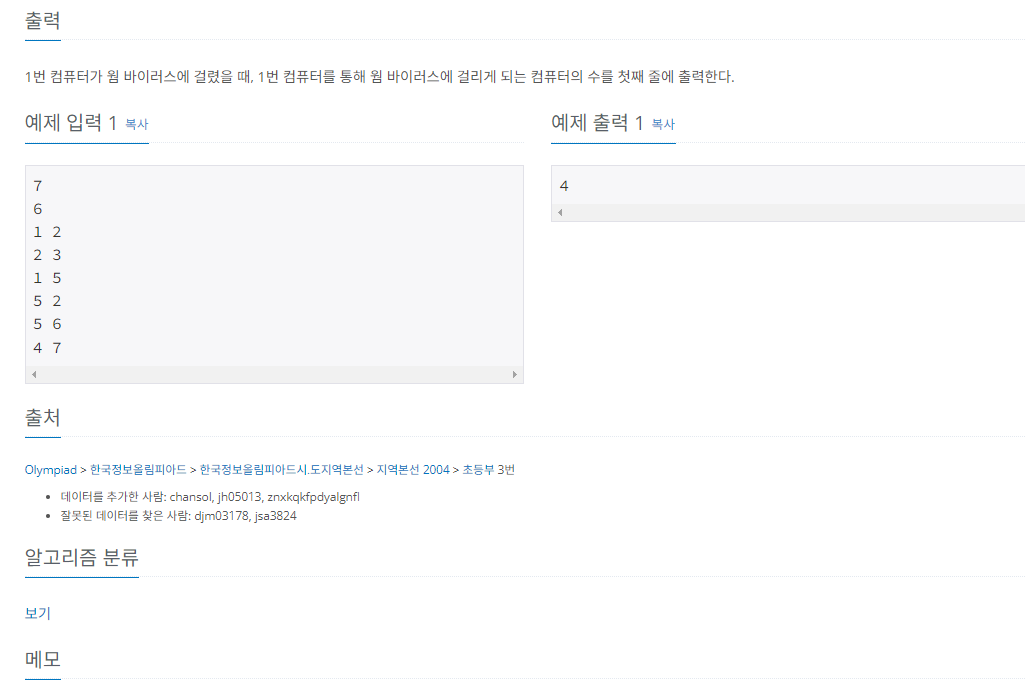 출력
1번 컴퓨터가 웜 바이러스에 걸렸을 때, 1번 컴퓨터를 통해 웜 바이러스에 걸리게 되는 컴퓨터의 수를 첫째 줄에 출력한다.
예제 입력 1 복사
7
6
1 2
2 3
1 5
5 2
5 6
4 7
예제 출력 1 복사
4
출처
Olympiad > 한국정보올림피아드 > 한국정보올림피아드시.도지역본선 > 지역본선 2004 > 초등부 3번
데이터를 추가한 사람: chansol, jh05013, znxkqkfpdyalgnfl
잘못된 데이터를 찾은 사람: djm03178, jsa3824
알고리즘 분류
보기
메모